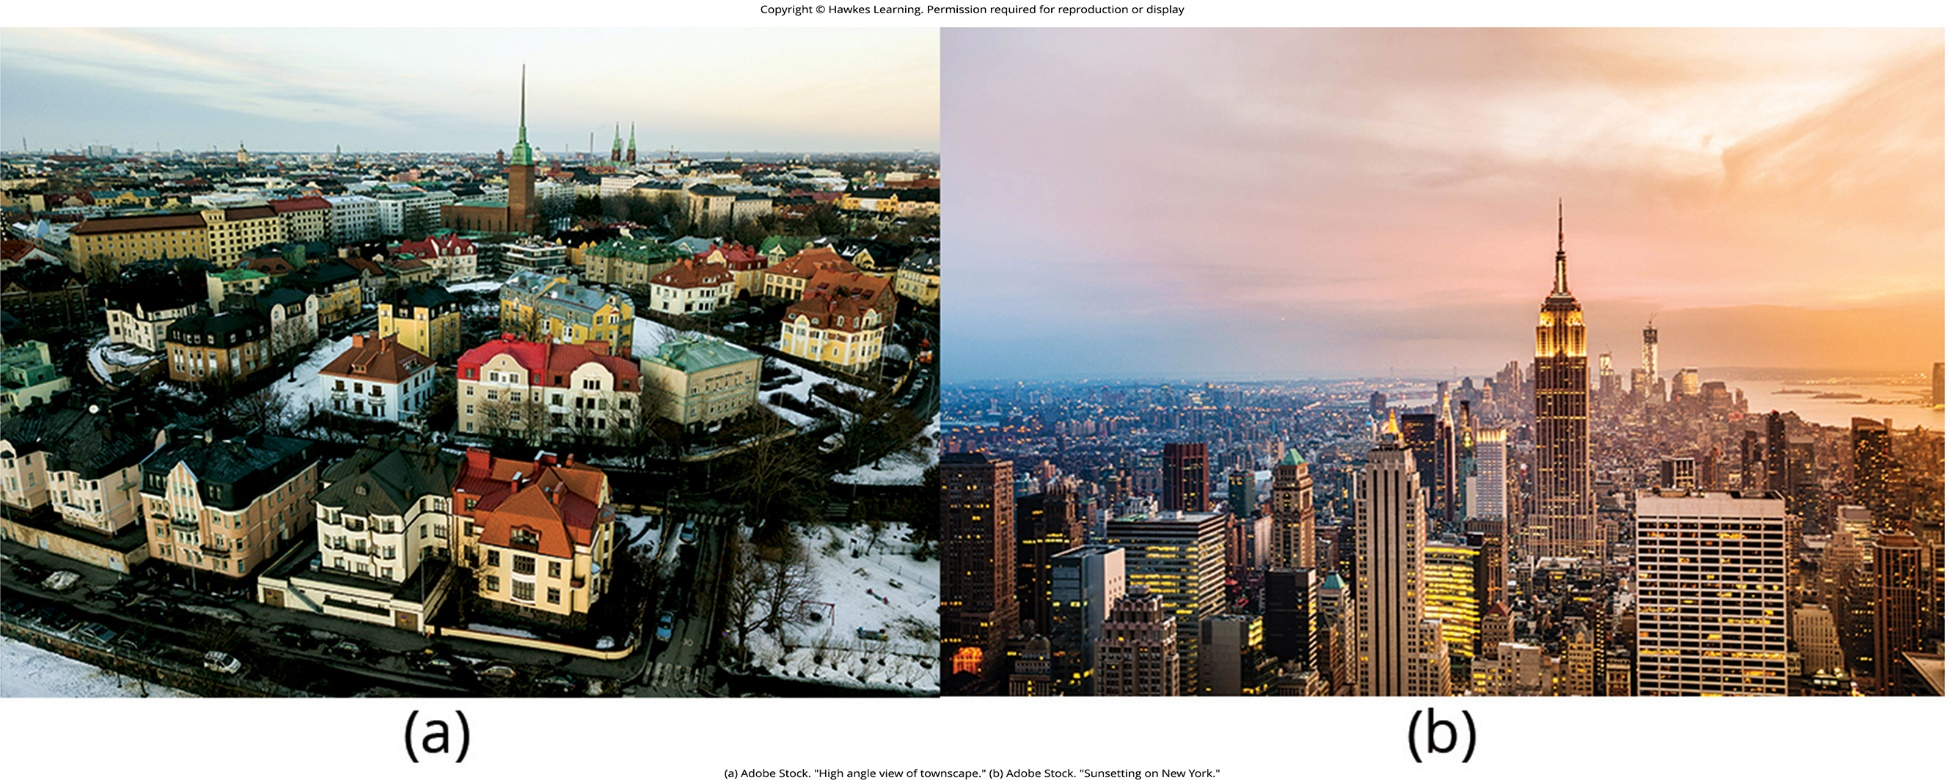 Copyright © Hawkes Learning. Permission required for reproduction or display
(a)
(b)
(a) Adobe Stock. "High angle view of townscape." (b) Adobe Stock. "Sunsetting on New York."